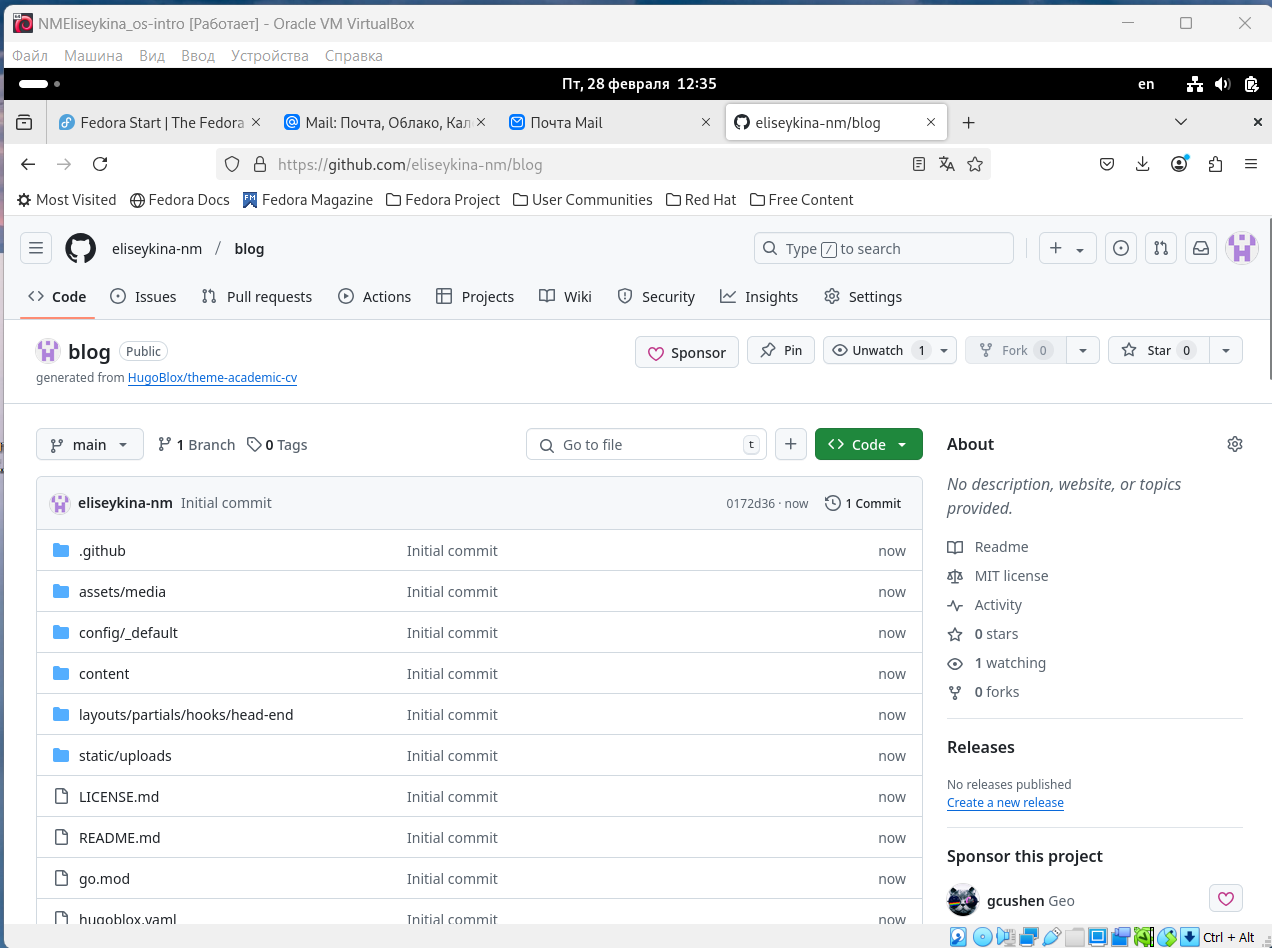 NMEliseykina_os-intro [Работает] - Oracle VM VirtualBox
Файл Машина Вид Ввод Устройства Справка
Пт, 28 февраля 12:35 en
Fedora Start | The Fedora Mail: Почта, Облако, Кал Почта Mail eliseykina-nm/blog
https://github.com/eliseykina-nm/blog
Most Visited Fedora Docs Fedora Magazine Fedora Project User Communities Red Hat Free Content
eliseykina-nm / blog Type / to search
Code Issues Pull requests Actions Projects Wiki Security Insights Settings
blog Public Sponsor Pin Unwatch 1 Fork 0 Star 0
generated from HugoBlox/theme-academic-cv
main 1 Branch 0 Tags Go to file t Code
About
No description, website, or topics
provided.
eliseykina-nm Initial commit 0172d36 · now 1 Commit
.github Initial commit now
assets/media Initial commit now
config/_default Initial commit now
content Initial commit now
layouts/partials/hooks/head-end Initial commit now
static/uploads Initial commit now
LICENSE.md Initial commit now
README.md Initial commit now
go.mod Initial commit now
hugoblox.yaml Initial commit now
Readme
MIT license
Activity
0 stars
1 watching
0 forks
Releases
No releases published
Create a new release
Sponsor this project
gcushen Geo
Ctrl + Alt